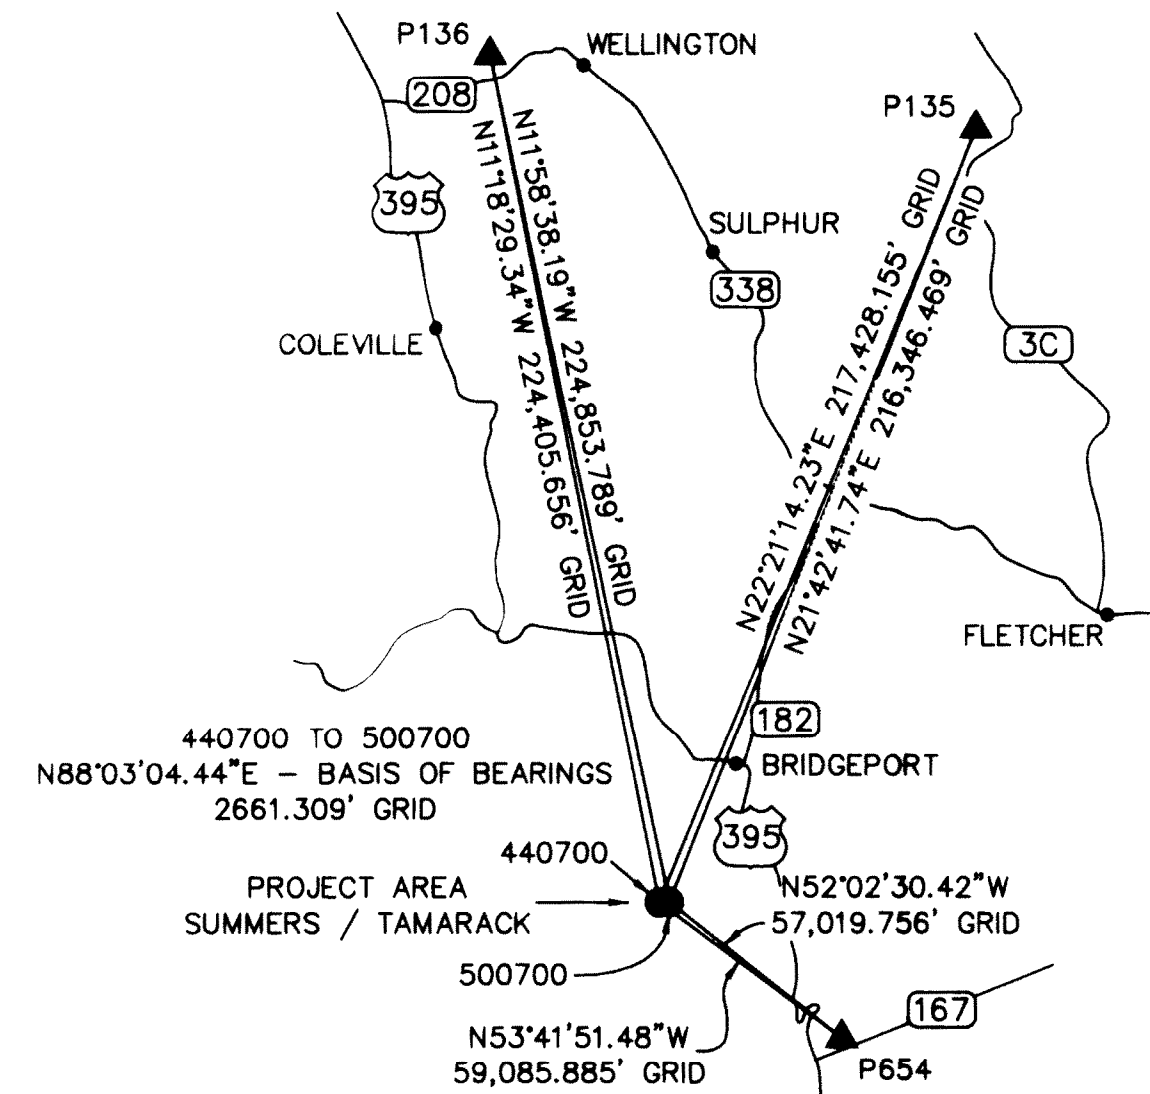 P136
WELLINGTON
208
P135
395
N11°58'38.19"W 224,853.789' GRID
N11°18'29.34"W 224,405.656' GRID
SULPHUR
338
COLEVILLE
3C
N22°21'14.23"E 217,428.155' GRID
N21°42'41.74"E 216,346.469' GRID
FLETCHER
182
440700 TO 500700
N88°03'04.44"E - BASIS OF BEARINGS
2661.309' GRID
BRIDGEPORT
395
440700
PROJECT AREA
SUMMERS / TAMARACK
N52°02'30.42"W
57,019.756' GRID
500700
167
N53°41'51.48"W
59,085.885' GRID
P654